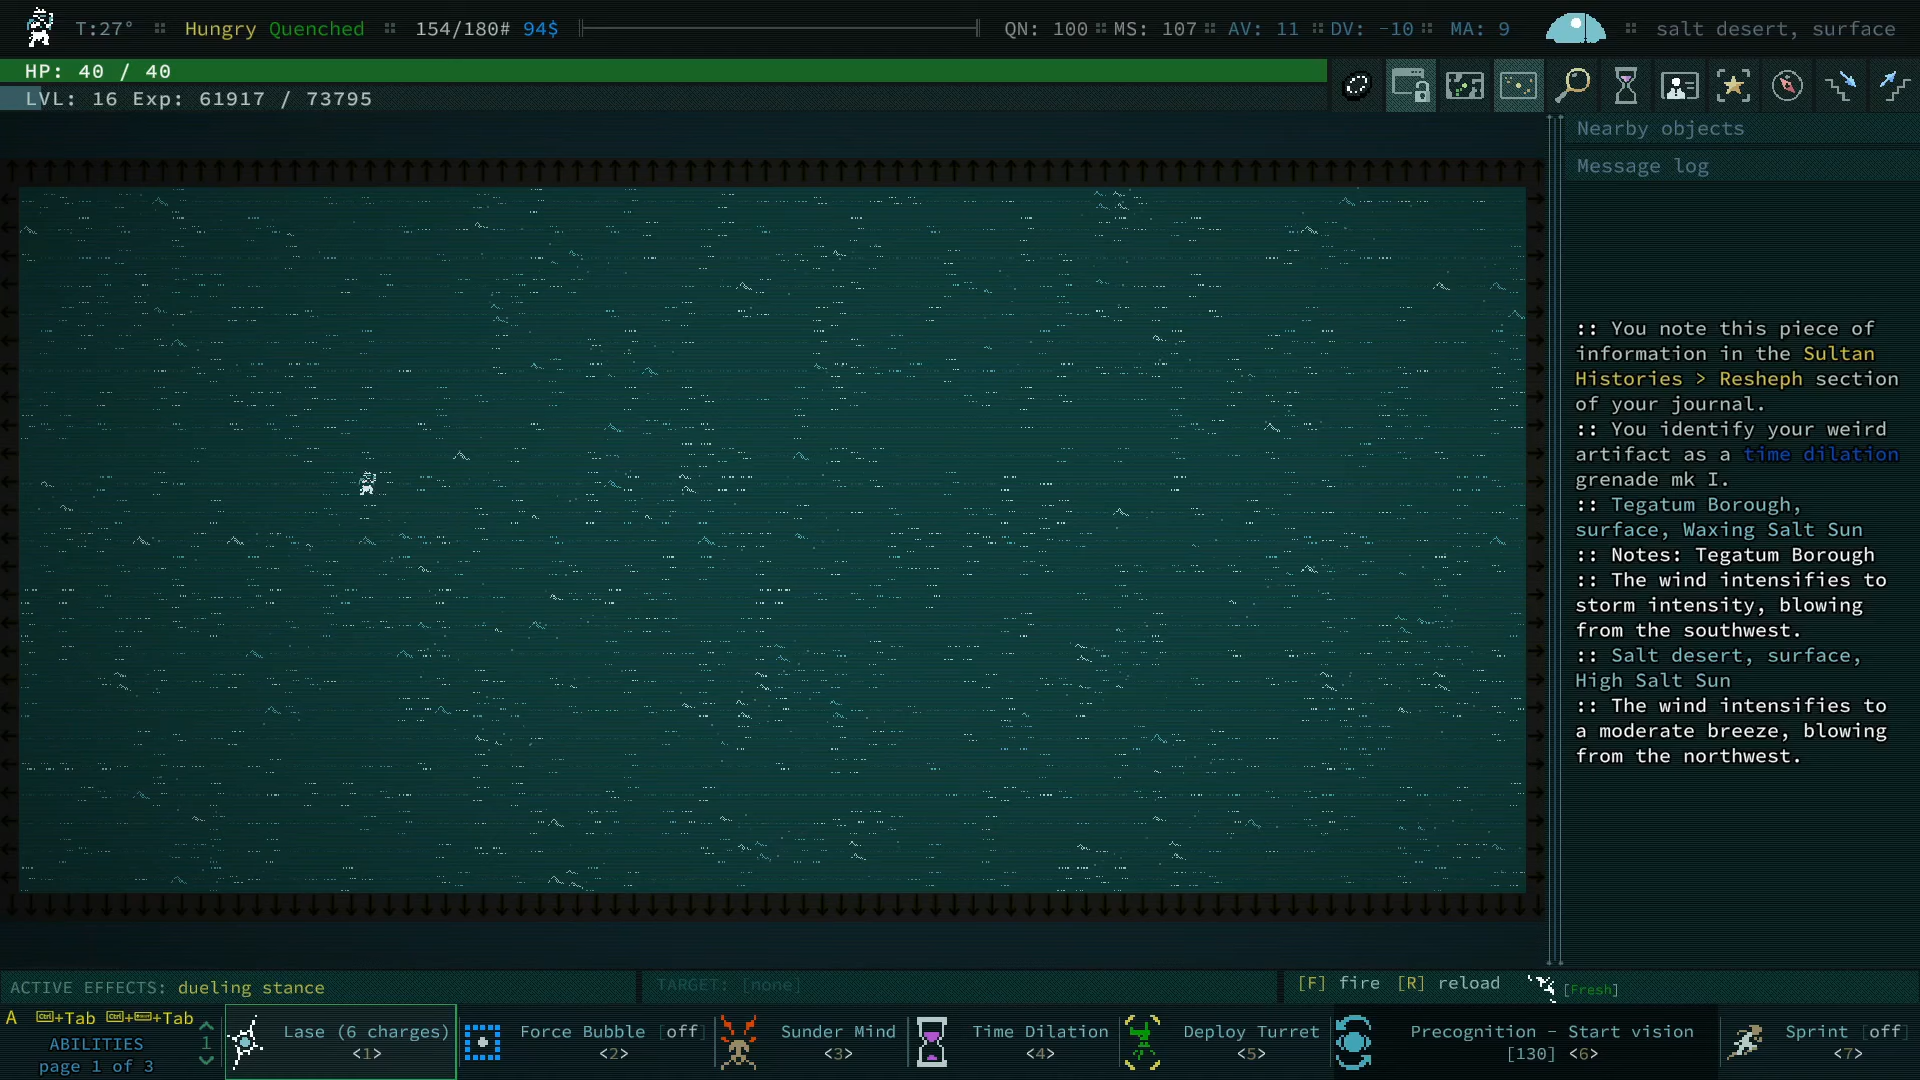 T:27° Hungry Quenched 154/180# 94$ QN: 100 MS: 107 AV: 11 DV: -10 MA: 9 salt desert, surface
HP: 40 / 40
LVL: 16 Exp: 61917 / 73795
Nearby objects
Message log
:: You note this piece of
information in the Sultan
Histories > Resheph section
of your journal.
:: You identify your weird
artifact as a time dilation
grenade mk I.
:: Tegatum Borough,
surface, Waxing Salt Sun
:: Notes: Tegatum Borough
:: The wind intensifies to
storm intensity, blowing
from the southwest.
:: Salt desert, surface,
High Salt Sun
:: The wind intensifies to
a moderate breeze, blowing
from the northwest.
ACTIVE EFFECTS: dueling stance
TARGET: [none]
[F] fire [R] reload [Fresh]
A Ctrl+Tab Ctrl+ +Tab
ABILITIES
page 1 of 3
1
Lase (6 charges)
<1>
Force Bubble [off]
<2>
Sunder Mind
<3>
Time Dilation
<4>
Deploy Turret
<5>
Precognition - Start vision
[130] <6>
Sprint [off]
<7>